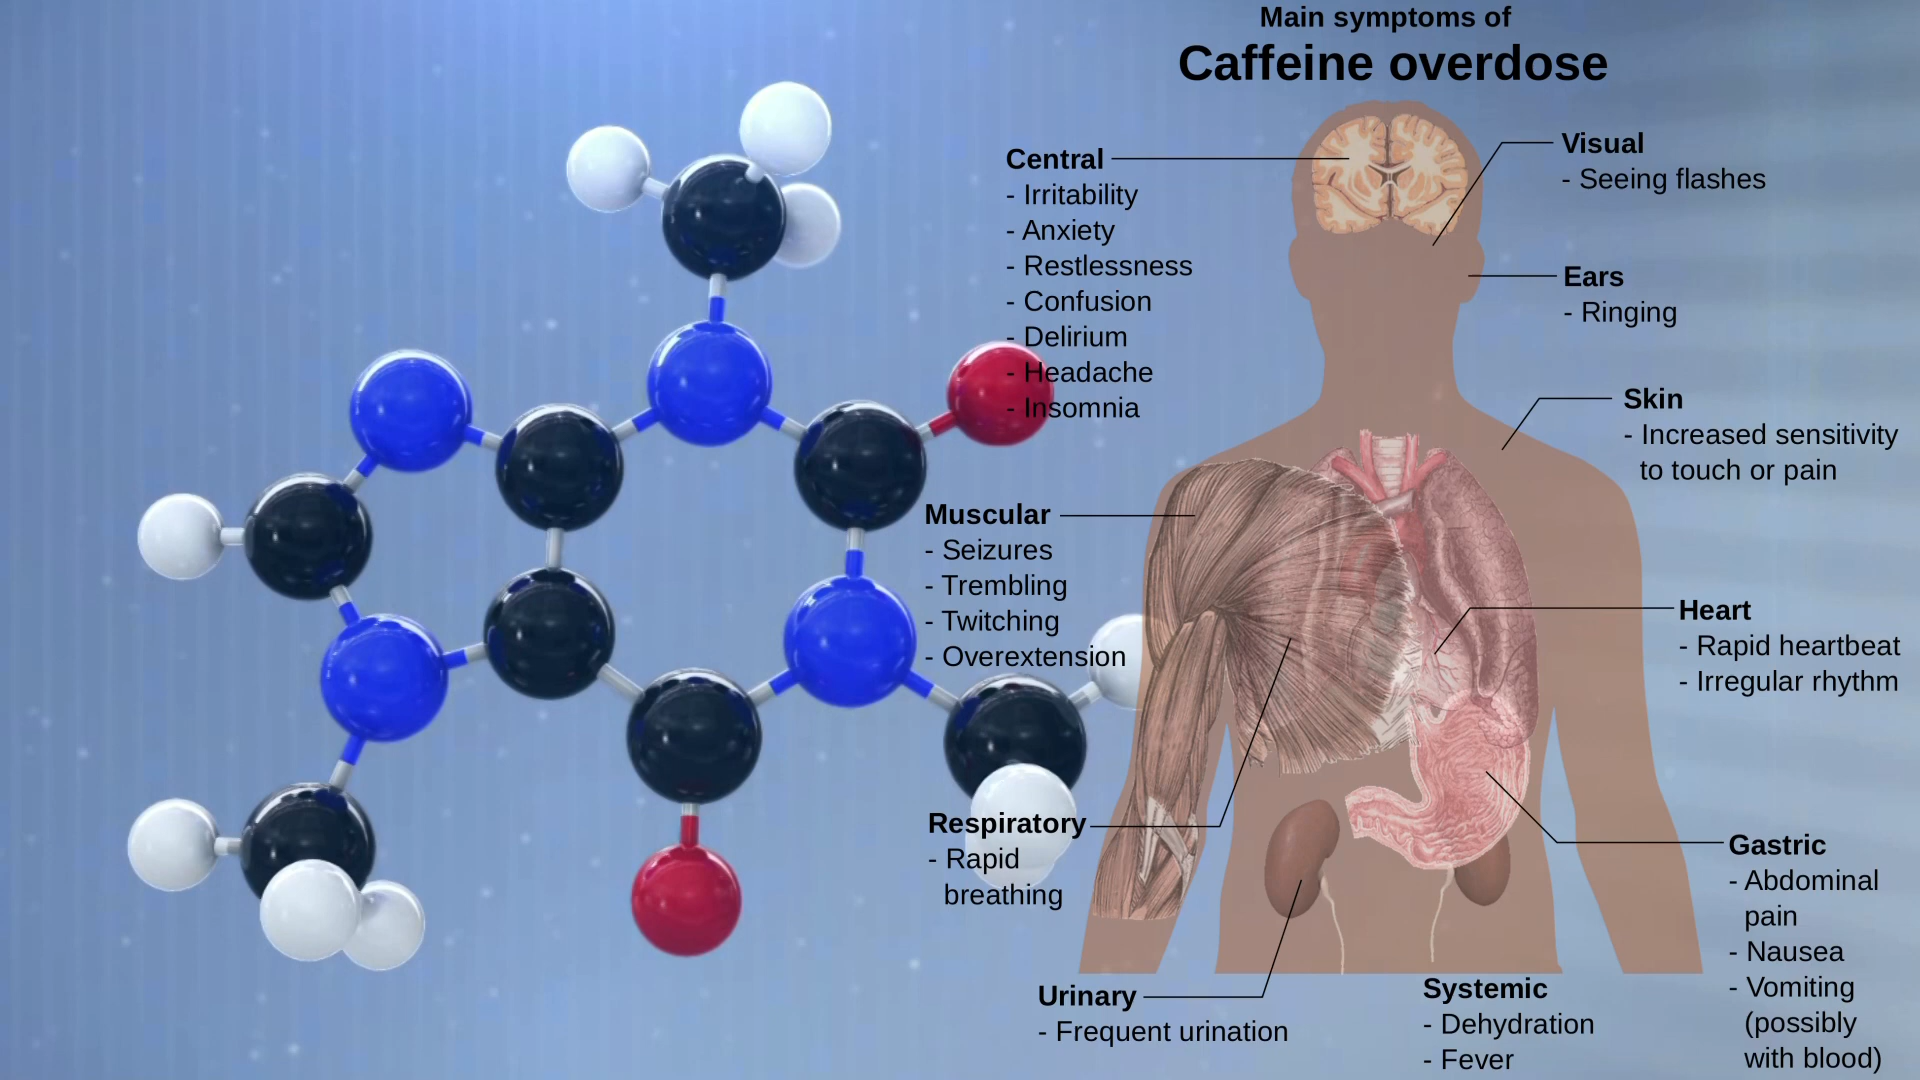 Main symptoms of
Caffeine overdose
Central
- Irritability
- Anxiety
- Restlessness
- Confusion
- Delirium
- Headache
- Insomnia
Visual
- Seeing flashes
Ears
- Ringing
Skin
- Increased sensitivity
to touch or pain
Muscular
- Seizures
- Trembling
- Twitching
- Overextension
Heart
- Rapid heartbeat
- Irregular rhythm
Respiratory
- Rapid
breathing
Gastric
- Abdominal
pain
- Nausea
- Vomiting
(possibly
with blood)
Urinary
- Frequent urination
Systemic
- Dehydration
- Fever